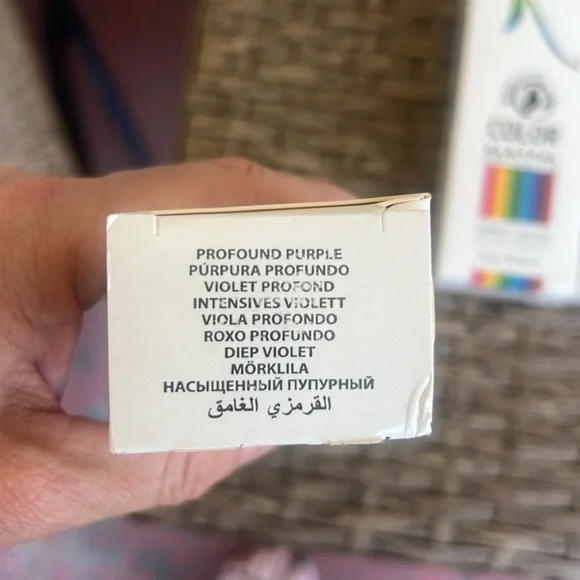 PROFOUND PURPLE
PÚRPURA PROFUNDO
VIOLET PROFOND
INTENSIVES VIOLETT
VIOLA PROFONDO
ROXO PROFUNDO
DIEP VIOLET
MÖRKLILA
НАСЫЩЕННЫЙ ПУПУРНЫЙ
القرمزي الغامق
COLOR